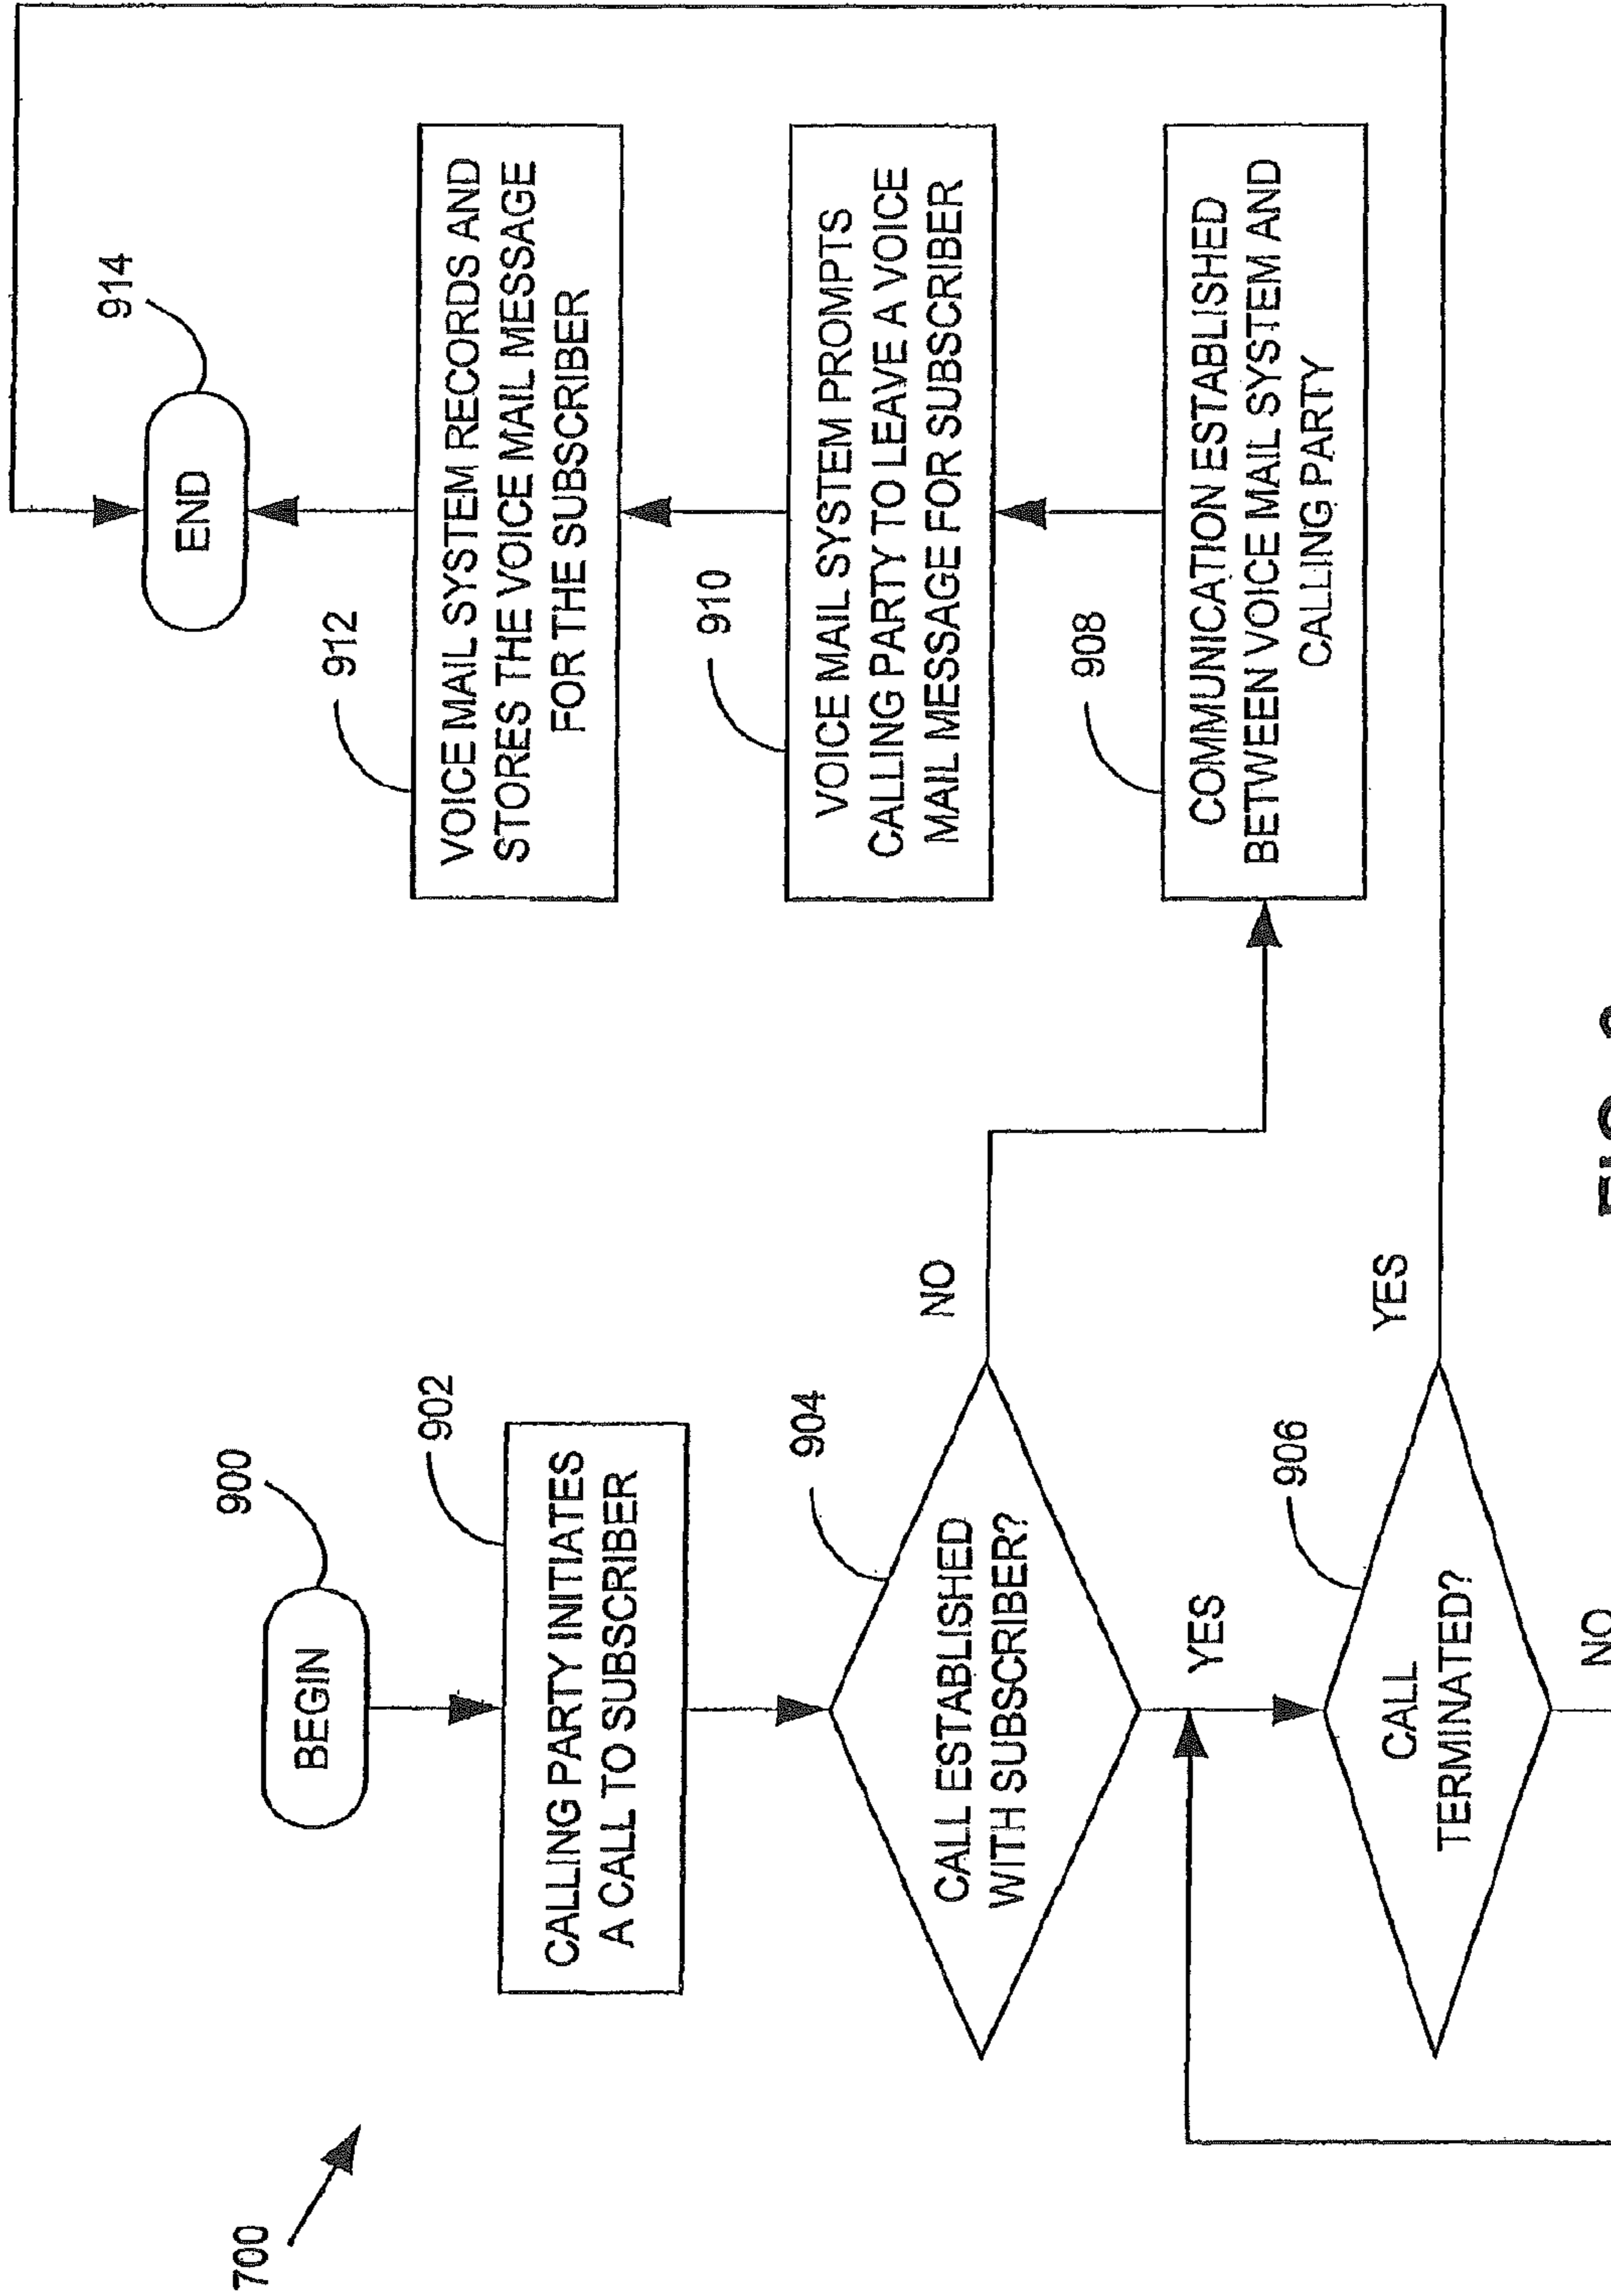 700
BEGIN
900
CALLING PARTY INITIATES
A CALL TO SUBSCRIBER
902
CALL ESTABLISHED
WITH SUBSCRIBER?
904
NO
YES
CALL
TERMINATED?
906
YES
NO
COMMUNICATION ESTABLISHED
BETWEEN VOICE MAIL SYSTEM AND
CALLING PARTY
908
VOICE MAIL SYSTEM PROMPTS
CALLING PARTY TO LEAVE A VOICE
MAIL MESSAGE FOR SUBSCRIBER
910
VOICE MAIL SYSTEM RECORDS AND
STORES THE VOICE MAIL MESSAGE
FOR THE SUBSCRIBER
912
END
914